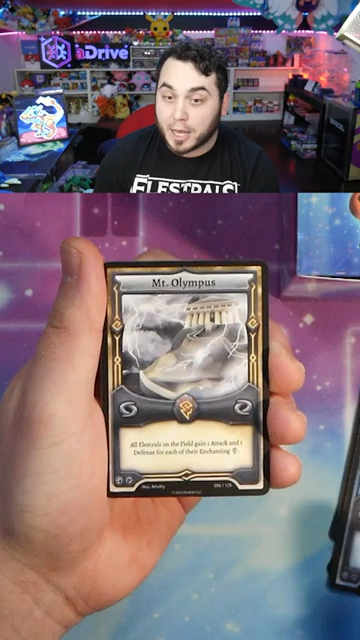 aDrive
ELESTRALS
Mt. Olympus
All Elestrals on the Field gain 1 Attack and 1
Defense for each of their Enchanting